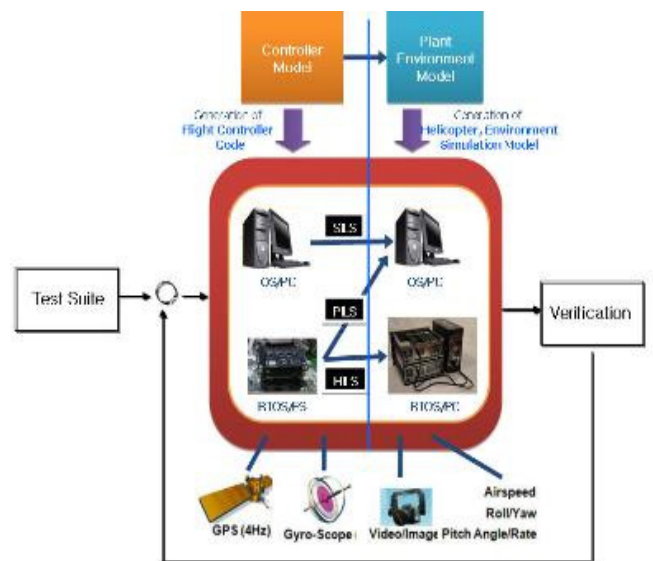 Controller
Model
Plant
Environment
Model
Generation of
Flight Controller
Code
Generation of
Helicopter, Environment
Simulation Model
SILS
OS/PC
OS/PC
Test Suite
Verification
PILS
HILS
RTOS/ES
RTOS/PC
Airspeed
Roll/Yaw
GPS (4Hz)
Gyro-Scope
Video/Image
Pitch Angle/Rate